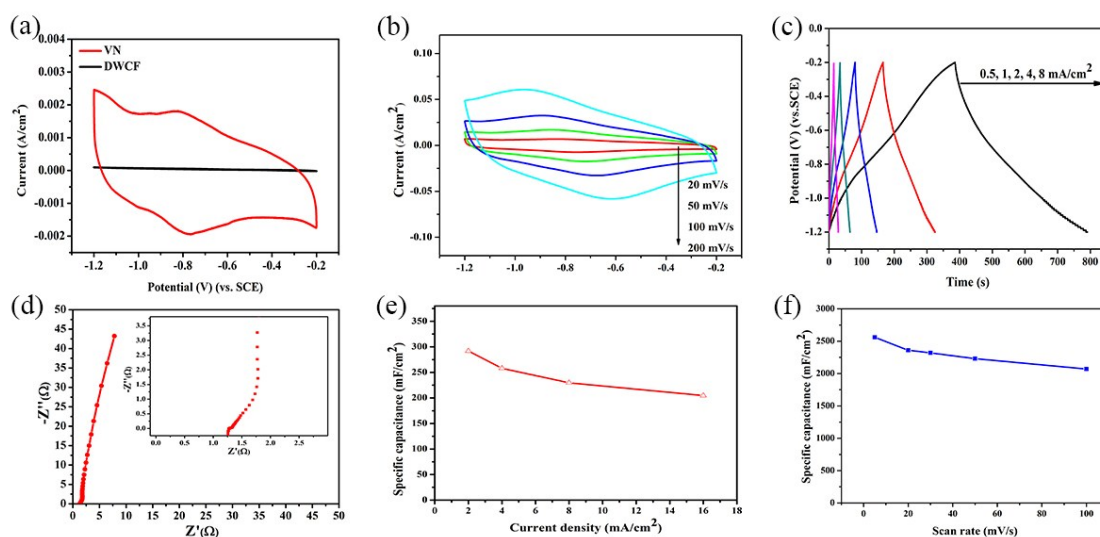 (a)
0.004
0.003
0.002
0.001
0.000
-0.001
-0.002
Current (A/cm²)
VN
DWCF
-1.2 -1.0 -0.8 -0.6 -0.4 -0.2
Potential (V) (vs. SCE)
(b)
0.10
0.05
0.00
-0.05
-0.10
Current (A/cm²)
20 mV/s
50 mV/s
100 mV/s
200 mV/s
-1.2 -1.0 -0.8 -0.6 -0.4 -0.2
(c)
-0.2
-0.4
-0.6
-0.8
-1.0
-1.2
Potential (V) (vs.SCE)
0.5, 1, 2, 4, 8 mA/cm²
0 100 200 300 400 500 600 700 800
Time (s)
(d)
50
45
40
35
30
25
20
15
10
5
0
-Z''(Ω)
3.5
3.0
2.5
2.0
1.5
1.0
0.5
0.0
-Z''(Ω)
0.0 0.5 1.0 1.5 2.0 2.5
Z'(Ω)
0 5 10 15 20 25 30 35 40 45 50
Z'(Ω)
(e)
400
350
300
250
200
150
100
50
0
Specific capacitance (mF/cm²)
0 2 4 6 8 10 12 14 16 18
Current density (mA/cm²)
(f)
3000
2500
2000
1500
1000
500
0
Specific capacitance (mF/cm²)
0 20 40 60 80 100
Scan rate (mV/s)